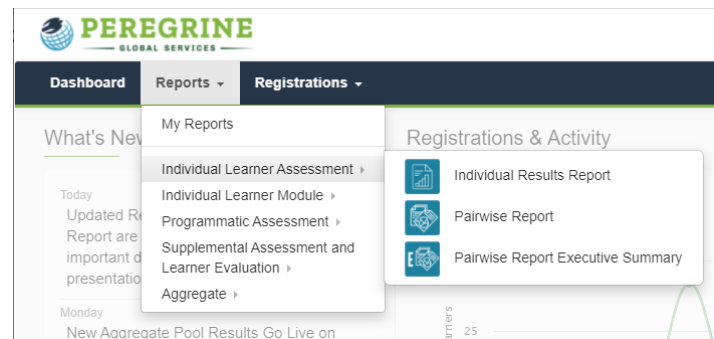 PEREGRINE
GLOBAL SERVICES
Dashboard Reports Registrations
My Reports
Individual Learner Assessment
Individual Learner Module
Programmatic Assessment
Supplemental Assessment and
Learner Evaluation
Aggregate
Individual Results Report
Pairwise Report
E
Pairwise Report Executive Summary
What's New
Today
Updated
Report are
important
Monday
New Aggregate Pool Results Go Live on
Registrations & Activity
25